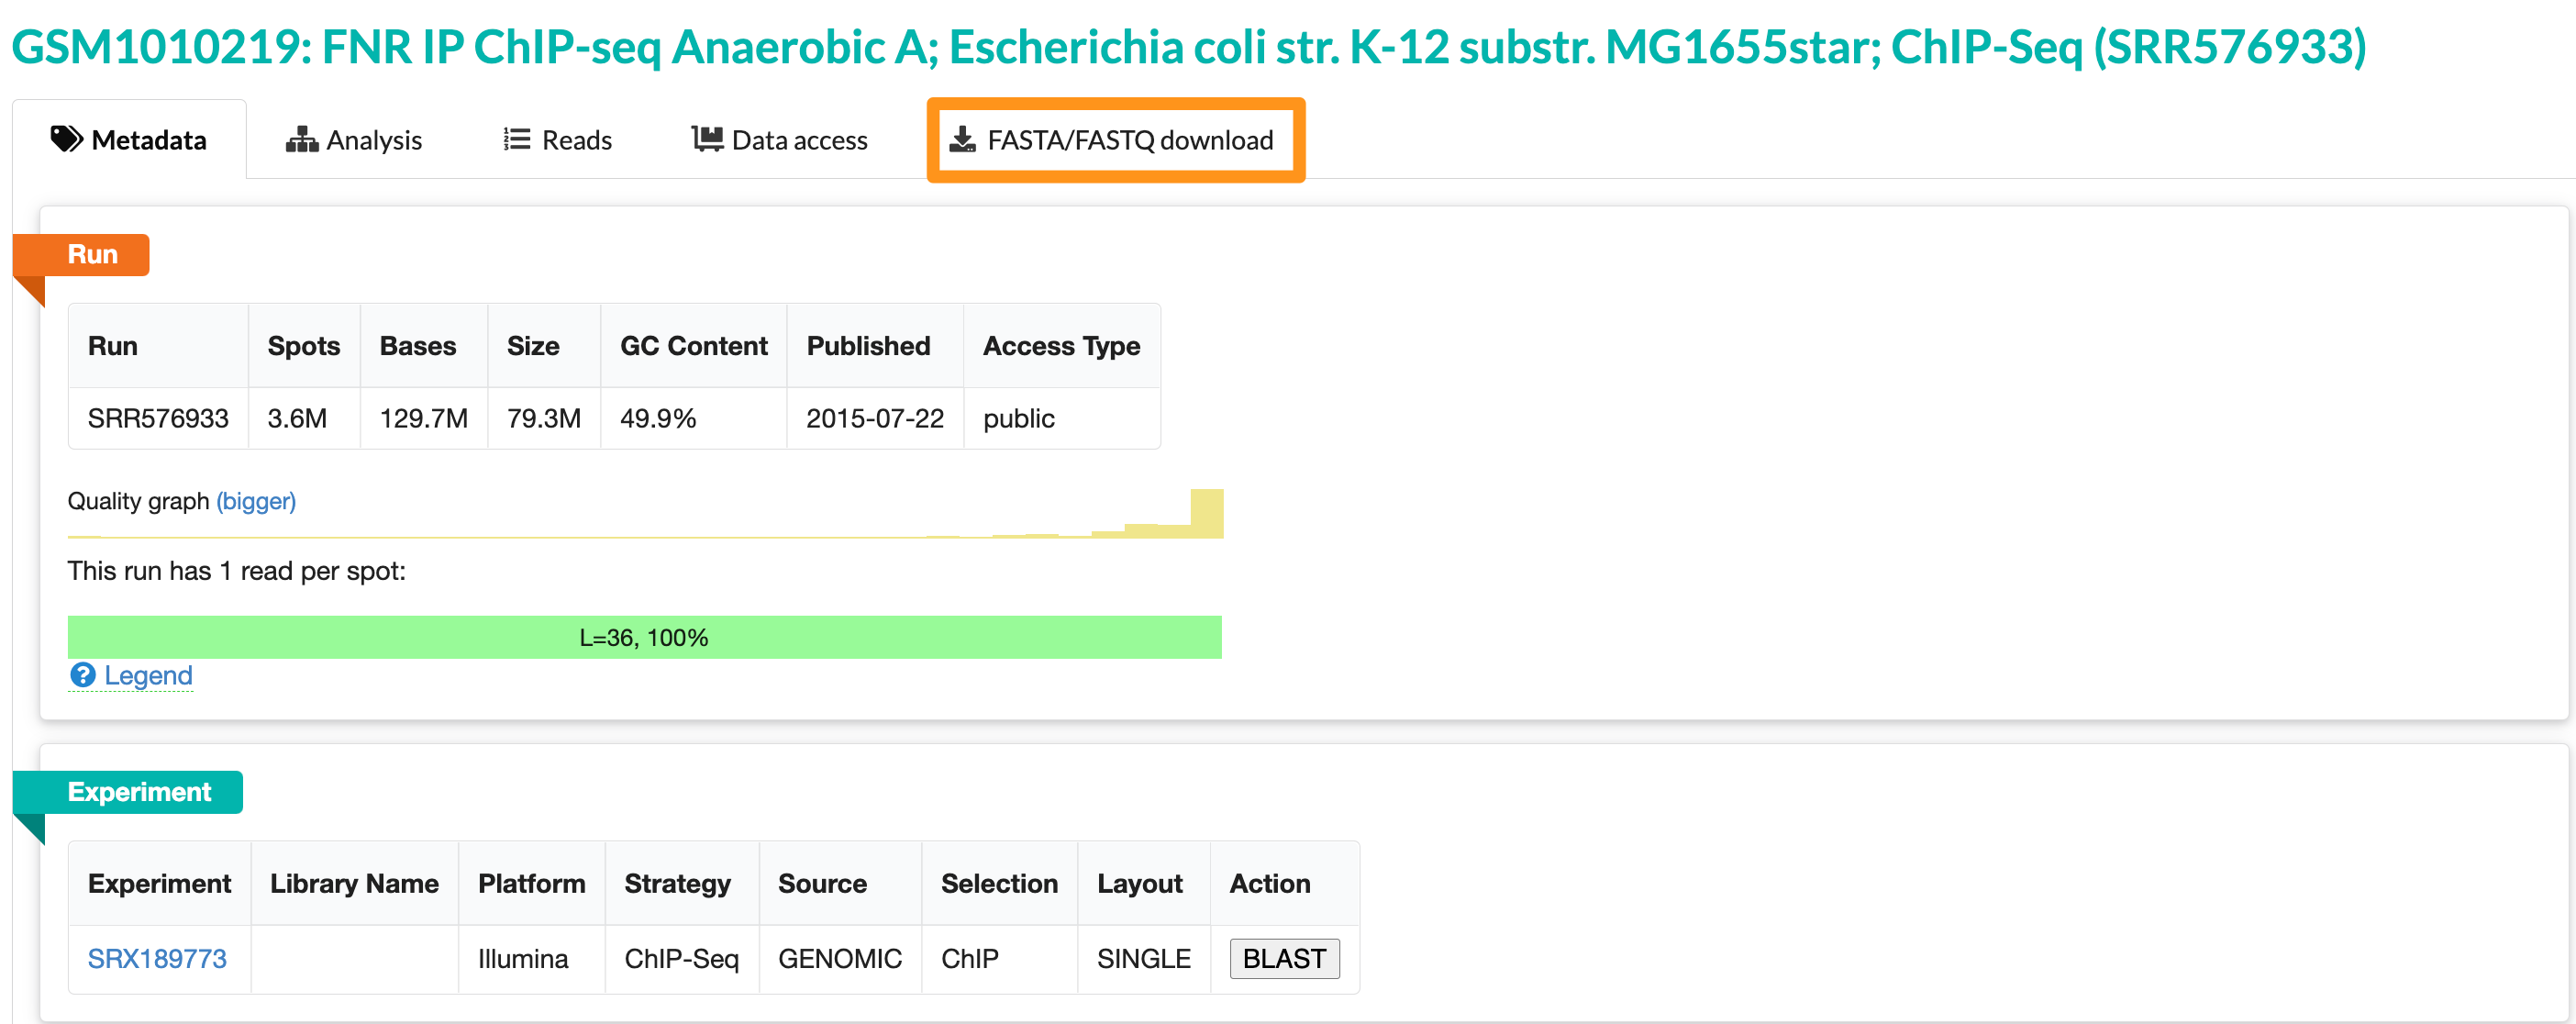 GSM1010219: FNR IP ChIP-seq Anaerobic A; Escherichia coli str. K-12 substr. MG1655star; ChIP-Seq (SRR576933)
Metadata Analysis Reads Data access FASTA/FASTQ download
Run
Run Spots Bases Size GC Content Published Access Type
SRR576933 3.6M 129.7M 79.3M 49.9% 2015-07-22 public
Quality graph (bigger)
This run has 1 read per spot:
L=36, 100%
? Legend
Experiment
Experiment Library Name Platform Strategy Source Selection Layout Action
SRX189773 Illumina ChIP-Seq GENOMIC ChIP SINGLE BLAST